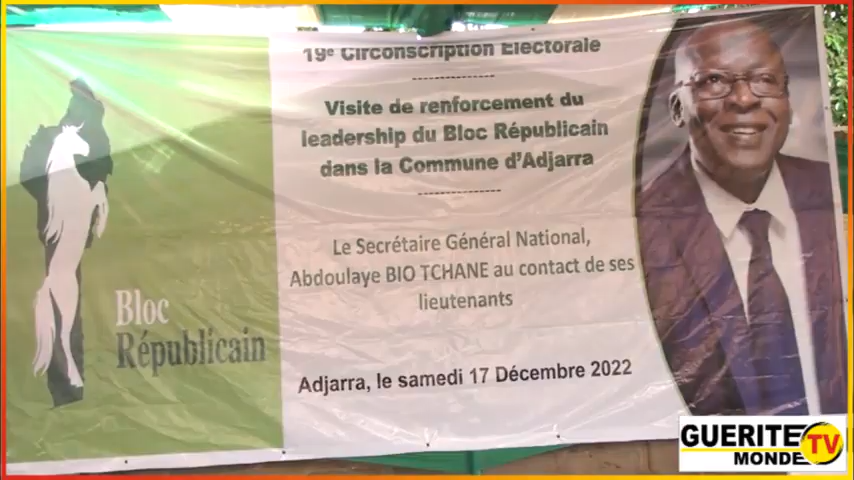 19e Circonscription Electorale
Visite de renforcement du
leadership du Bloc Républicain
dans la Commune d'Adjarra
Le Secrétaire Général National,
Abdoulaye BIO TCHANE au contact de ses
lieutenants
Adjarra, le samedi 17 Décembre 2022
Bloc
Républicain
GUERITE TV
MONDE